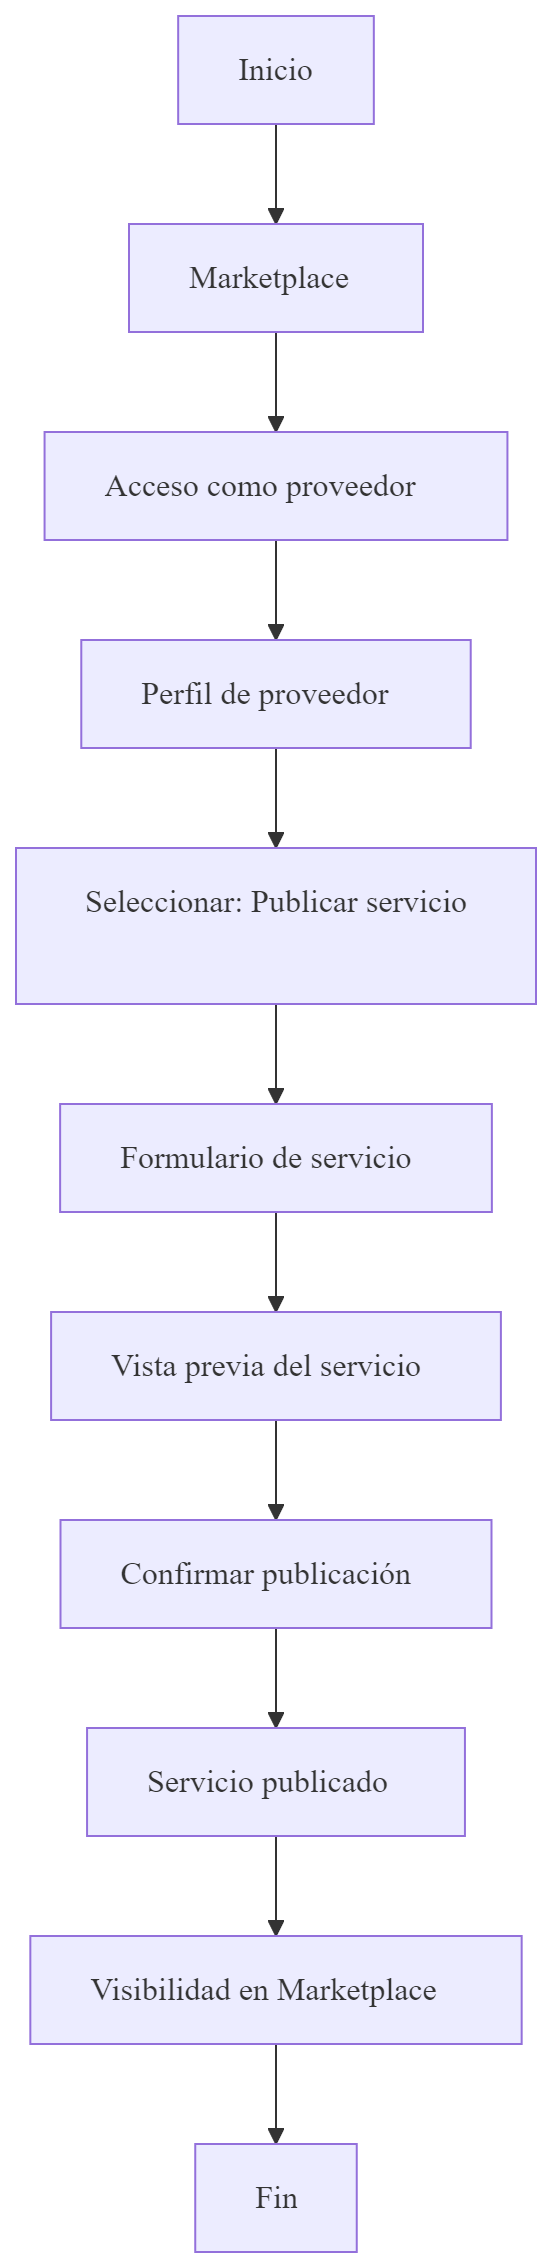 Inicio
Marketplace
Acceso como proveedor
Perfil de proveedor
Seleccionar: Publicar servicio
Formulario de servicio
Vista previa del servicio
Confirmar publicación
Servicio publicado
Visibilidad en Marketplace
Fin